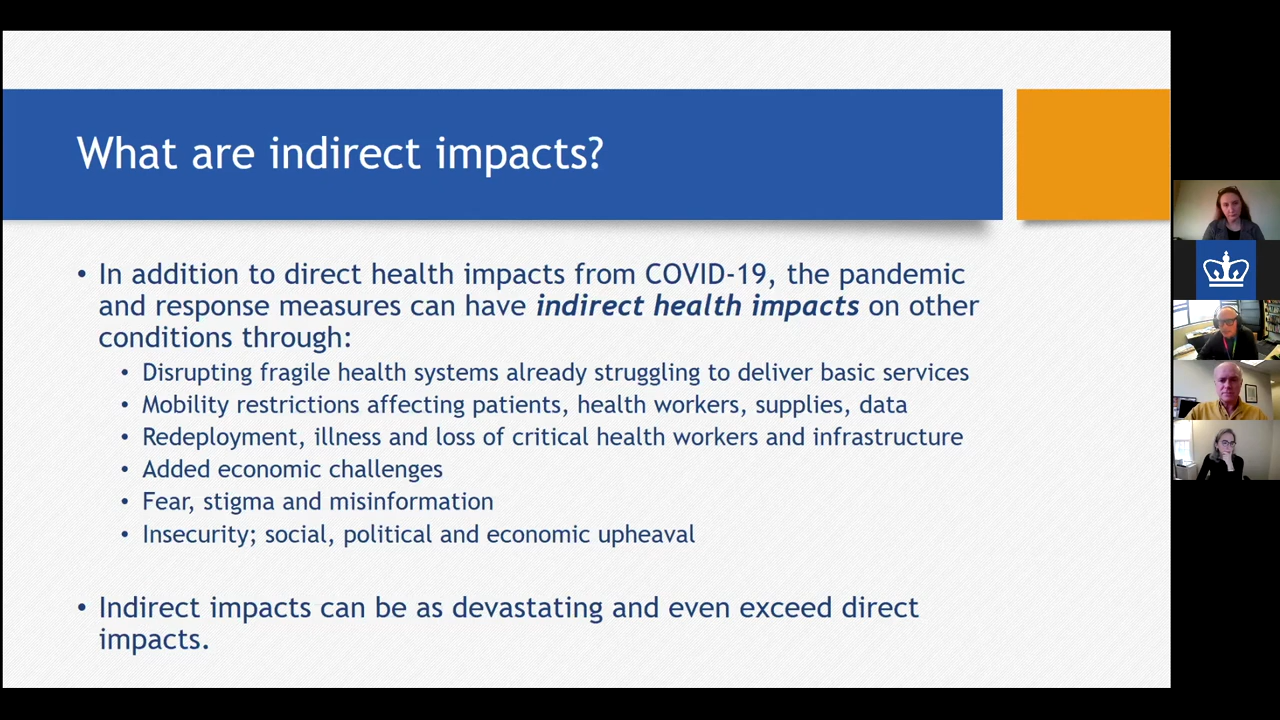 What are indirect impacts?
• In addition to direct health impacts from COVID-19, the pandemic
and response measures can have indirect health impacts on other
conditions through:
• Disrupting fragile health systems already struggling to deliver basic services
• Mobility restrictions affecting patients, health workers, supplies, data
• Redeployment, illness and loss of critical health workers and infrastructure
• Added economic challenges
• Fear, stigma and misinformation
• Insecurity; social, political and economic upheaval
• Indirect impacts can be as devastating and even exceed direct
impacts.